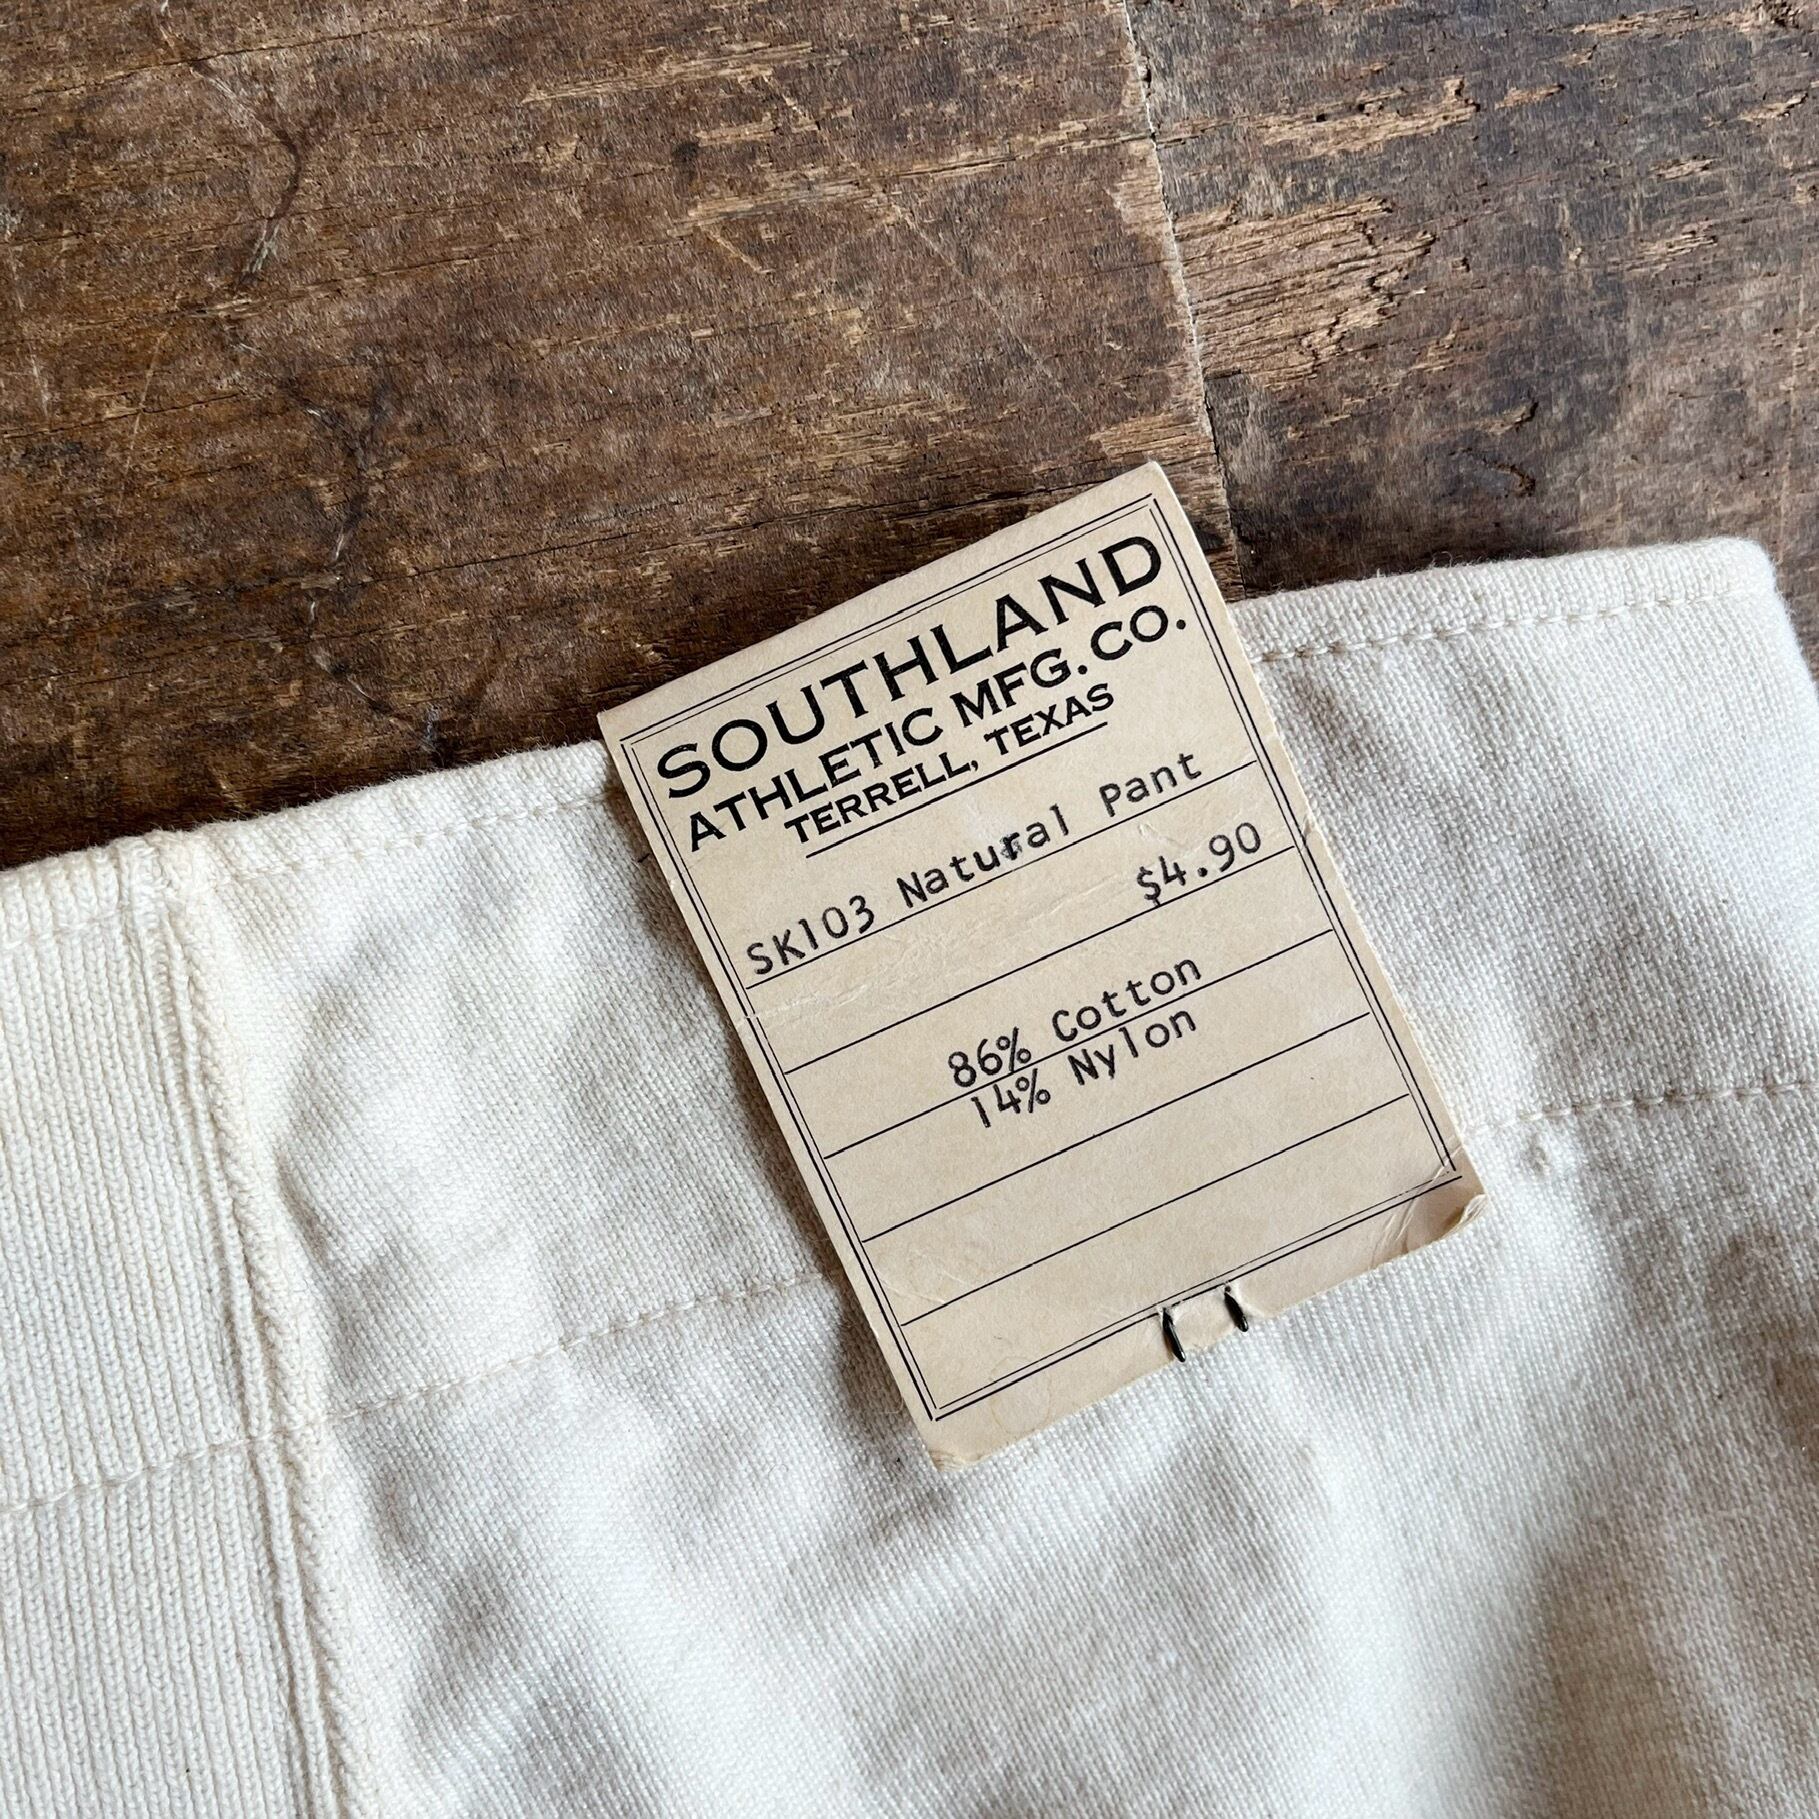 SOUTHLAND
ATHLETIC MFG. CO.
TERRELL, TEXAS
SK103 Natural Pant
$4.90
86% Cotton
14% Nylon